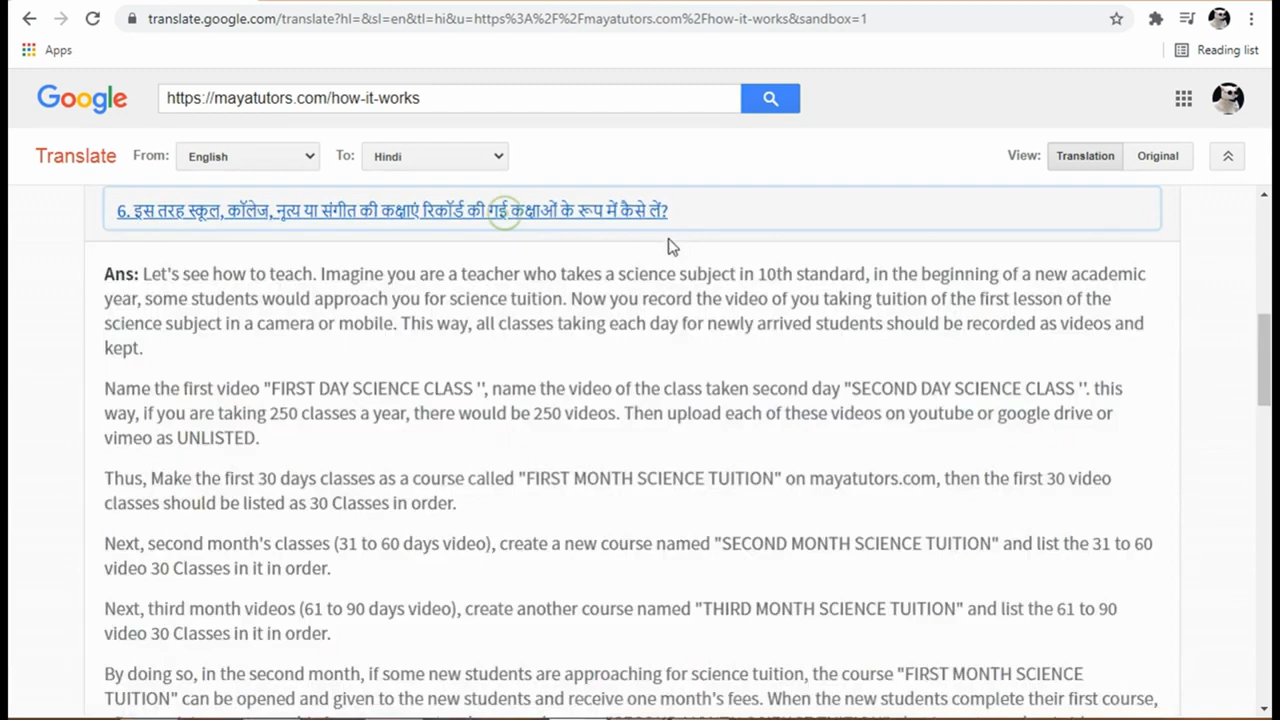 translate.google.com/translate?hl=&sl=en&tl=hi&u=https%3A%2F%2Fmayatutors.com%2Fhow-it-works&sandbox=1
Apps
Reading list
Google
https://mayatutors.com/how-it-works
Translate
From:
English
To:
Hindi
View:
Translation
Original
6. इस तरह स्कूल, कॉलेज, नृत्य या संगीत की कक्षाएं रिकॉर्ड की गई कक्षाओं के रूप में कैसे लें?
Ans: Let's see how to teach. Imagine you are a teacher who takes a science subject in 10th standard, in the beginning of a new academic
year, some students would approach you for science tuition. Now you record the video of you taking tuition of the first lesson of the
science subject in a camera or mobile. This way, all classes taking each day for newly arrived students should be recorded as videos and
kept.
Name the first video "FIRST DAY SCIENCE CLASS '', name the video of the class taken second day "SECOND DAY SCIENCE CLASS ''. this
way, if you are taking 250 classes a year, there would be 250 videos. Then upload each of these videos on youtube or google drive or
vimeo as UNLISTED.
Thus, Make the first 30 days classes as a course called "FIRST MONTH SCIENCE TUITION" on mayatutors.com, then the first 30 video
classes should be listed as 30 Classes in order.
Next, second month's classes (31 to 60 days video), create a new course named "SECOND MONTH SCIENCE TUITION" and list the 31 to 60
video 30 Classes in it in order.
Next, third month videos (61 to 90 days video), create another course named "THIRD MONTH SCIENCE TUITION" and list the 61 to 90
video 30 Classes in it in order.
By doing so, in the second month, if some new students are approaching for science tuition, the course "FIRST MONTH SCIENCE
TUITION" can be opened and given to the new students and receive one month's fees. When the new students complete their first course,